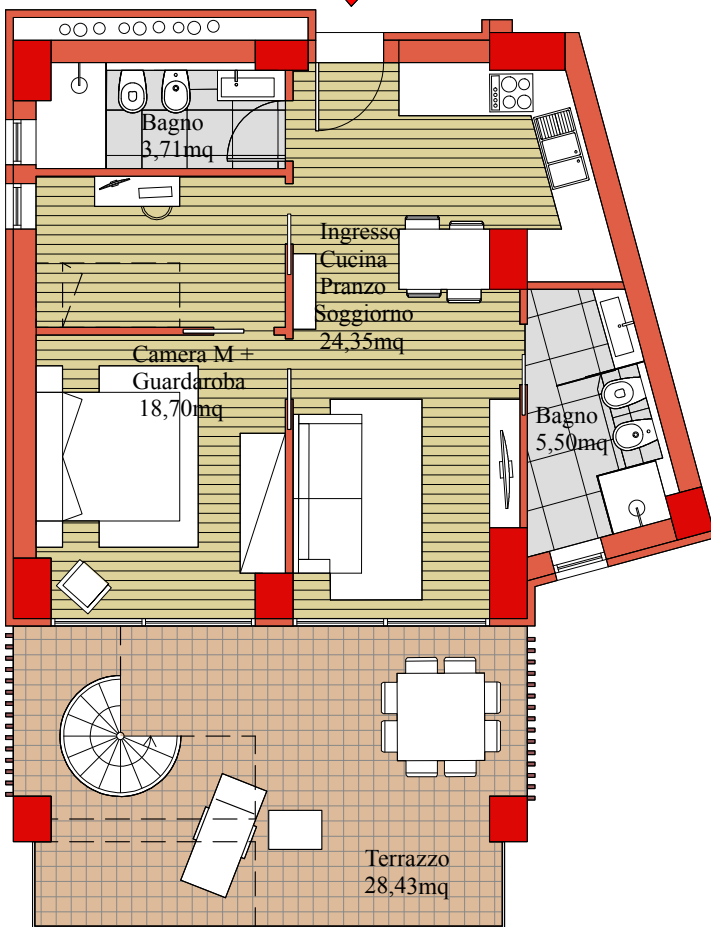 Bagno
3,71mq
Ingresso
Cucina
Pranzo
Soggiorno
24,35mq
Camera M +
Guardaroba
18,70mq
Bagno
5,50mq
Terrazzo
28,43mq